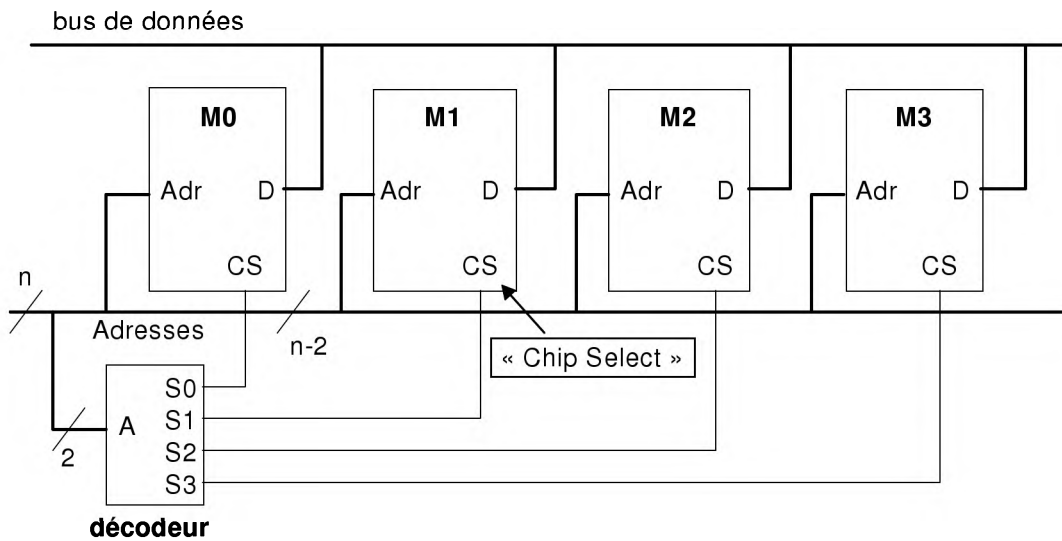 bus de données
M0
M1
M2
M3
Adr
D
Adr
D
Adr
D
Adr
D
CS
CS
CS
CS
n
Adresses
n-2
« Chip Select »
S0
S1
A
S2
2
S3
décodeur